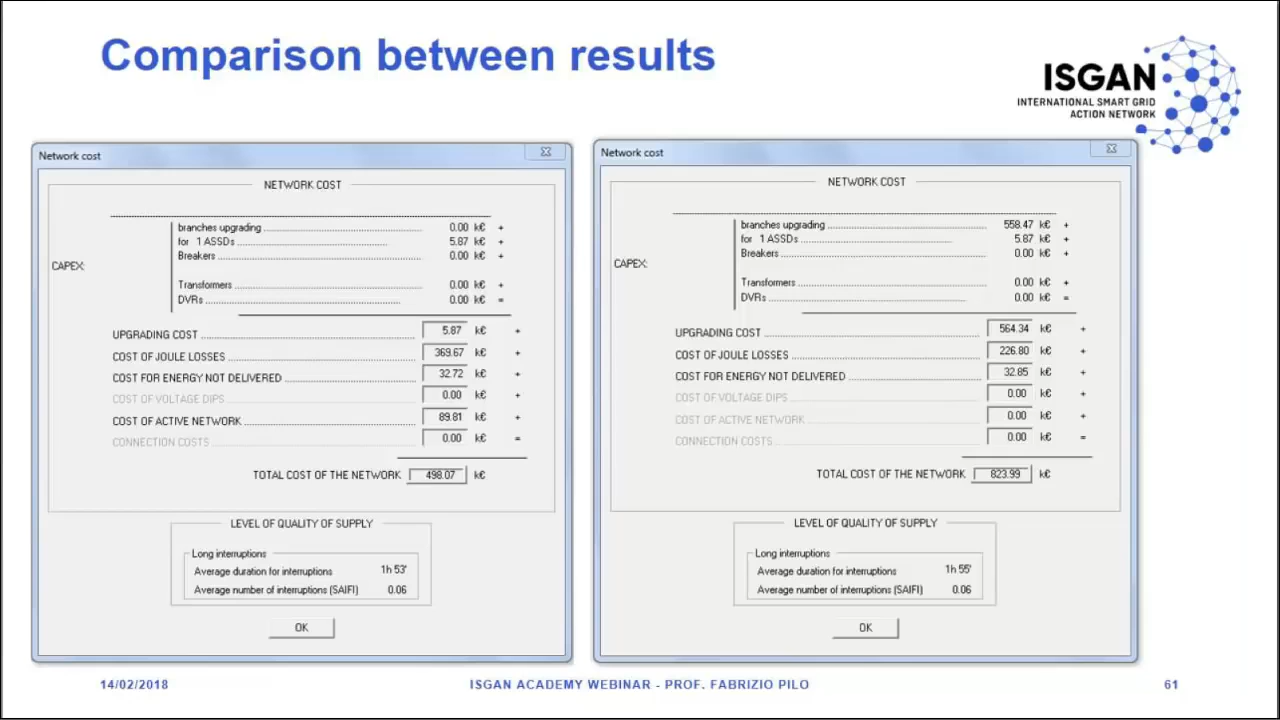 Comparison between results
ISGAN
INTERNATIONAL SMART GRID
ACTION NETWORK
Network cost
NETWORK COST
branches upgrading 0.00 k€ +
for 1 ASSDs 5.87 k€ +
Breakers 0.00 k€ +
CAPEX:
Transformers 0.00 k€ +
DVRs 0.00 k€ =
UPGRADING COST 5.87 k€ +
COST OF JOULE LOSSES 369.67 k€ +
COST FOR ENERGY NOT DELIVERED 32.72 k€ +
COST OF VOLTAGE DIPS 0.00 k€ +
COST OF ACTIVE NETWORK 89.81 k€ +
CONNECTION COSTS 0.00 k€ =
TOTAL COST OF THE NETWORK 498.07 k€
LEVEL OF QUALITY OF SUPPLY
Long interruptions
Average duration for interruptions 1h 53'
Average number of interruptions (SAIFI) 0.06
OK
Network cost
NETWORK COST
branches upgrading 558.47 k€ +
for 1 ASSDs 5.87 k€ +
Breakers 0.00 k€ +
CAPEX:
Transformers 0.00 k€ +
DVRs 0.00 k€ =
UPGRADING COST 564.34 k€ +
COST OF JOULE LOSSES 226.80 k€ +
COST FOR ENERGY NOT DELIVERED 32.85 k€ +
COST OF VOLTAGE DIPS 0.00 k€ +
COST OF ACTIVE NETWORK 0.00 k€ +
CONNECTION COSTS 0.00 k€ =
TOTAL COST OF THE NETWORK 823.99 k€
LEVEL OF QUALITY OF SUPPLY
Long interruptions
Average duration for interruptions 1h 55'
Average number of interruptions (SAIFI) 0.06
OK
14/02/2018
ISGAN ACADEMY WEBINAR - PROF. FABRIZIO PILO
61